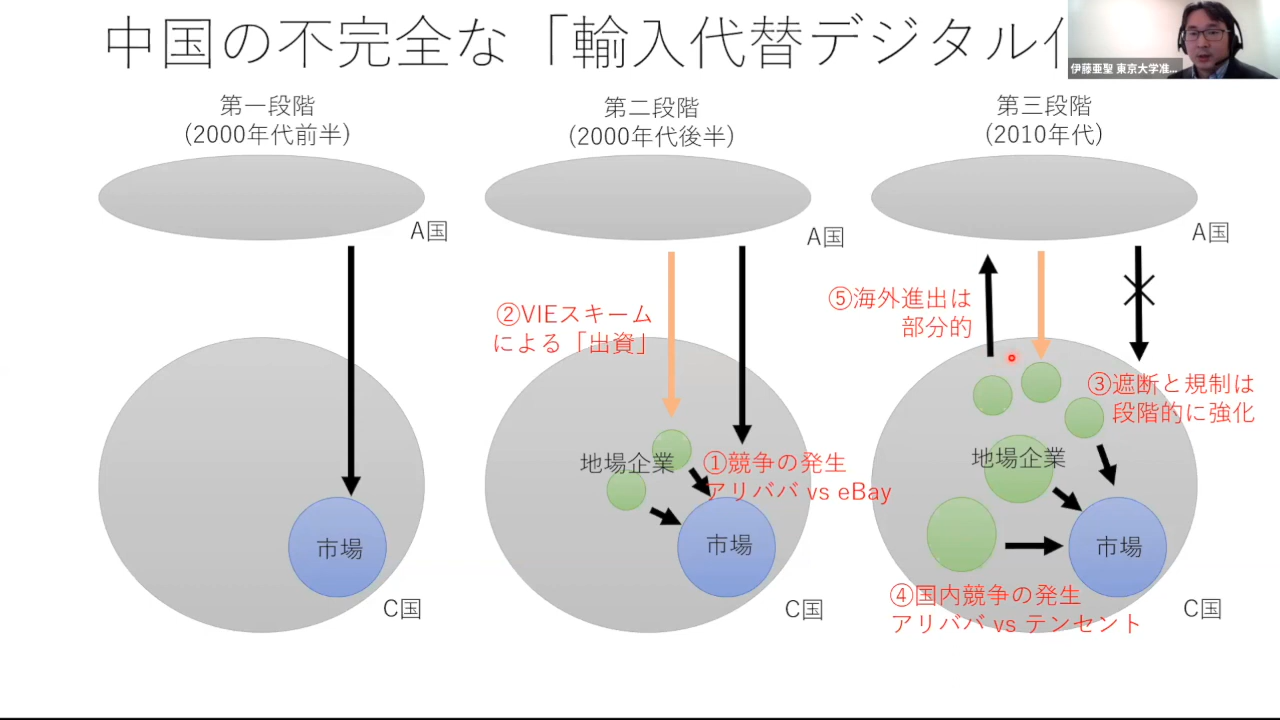 中国の不完全な「輸入代替デジタル
伊藤亜聖 東京大学准...
第一段階
(2000年代前半)
第二段階
(2000年代後半)
第三段階
(2010年代)
A国
A国
A国
②VIEスキーム
による「出資」
⑤海外進出は
部分的
③遮断と規制は
段階的に強化
地場企業
①競争の発生
アリババ vs eBay
地場企業
市場
市場
市場
④国内競争の発生
アリババ vs テンセント
C国
C国
C国